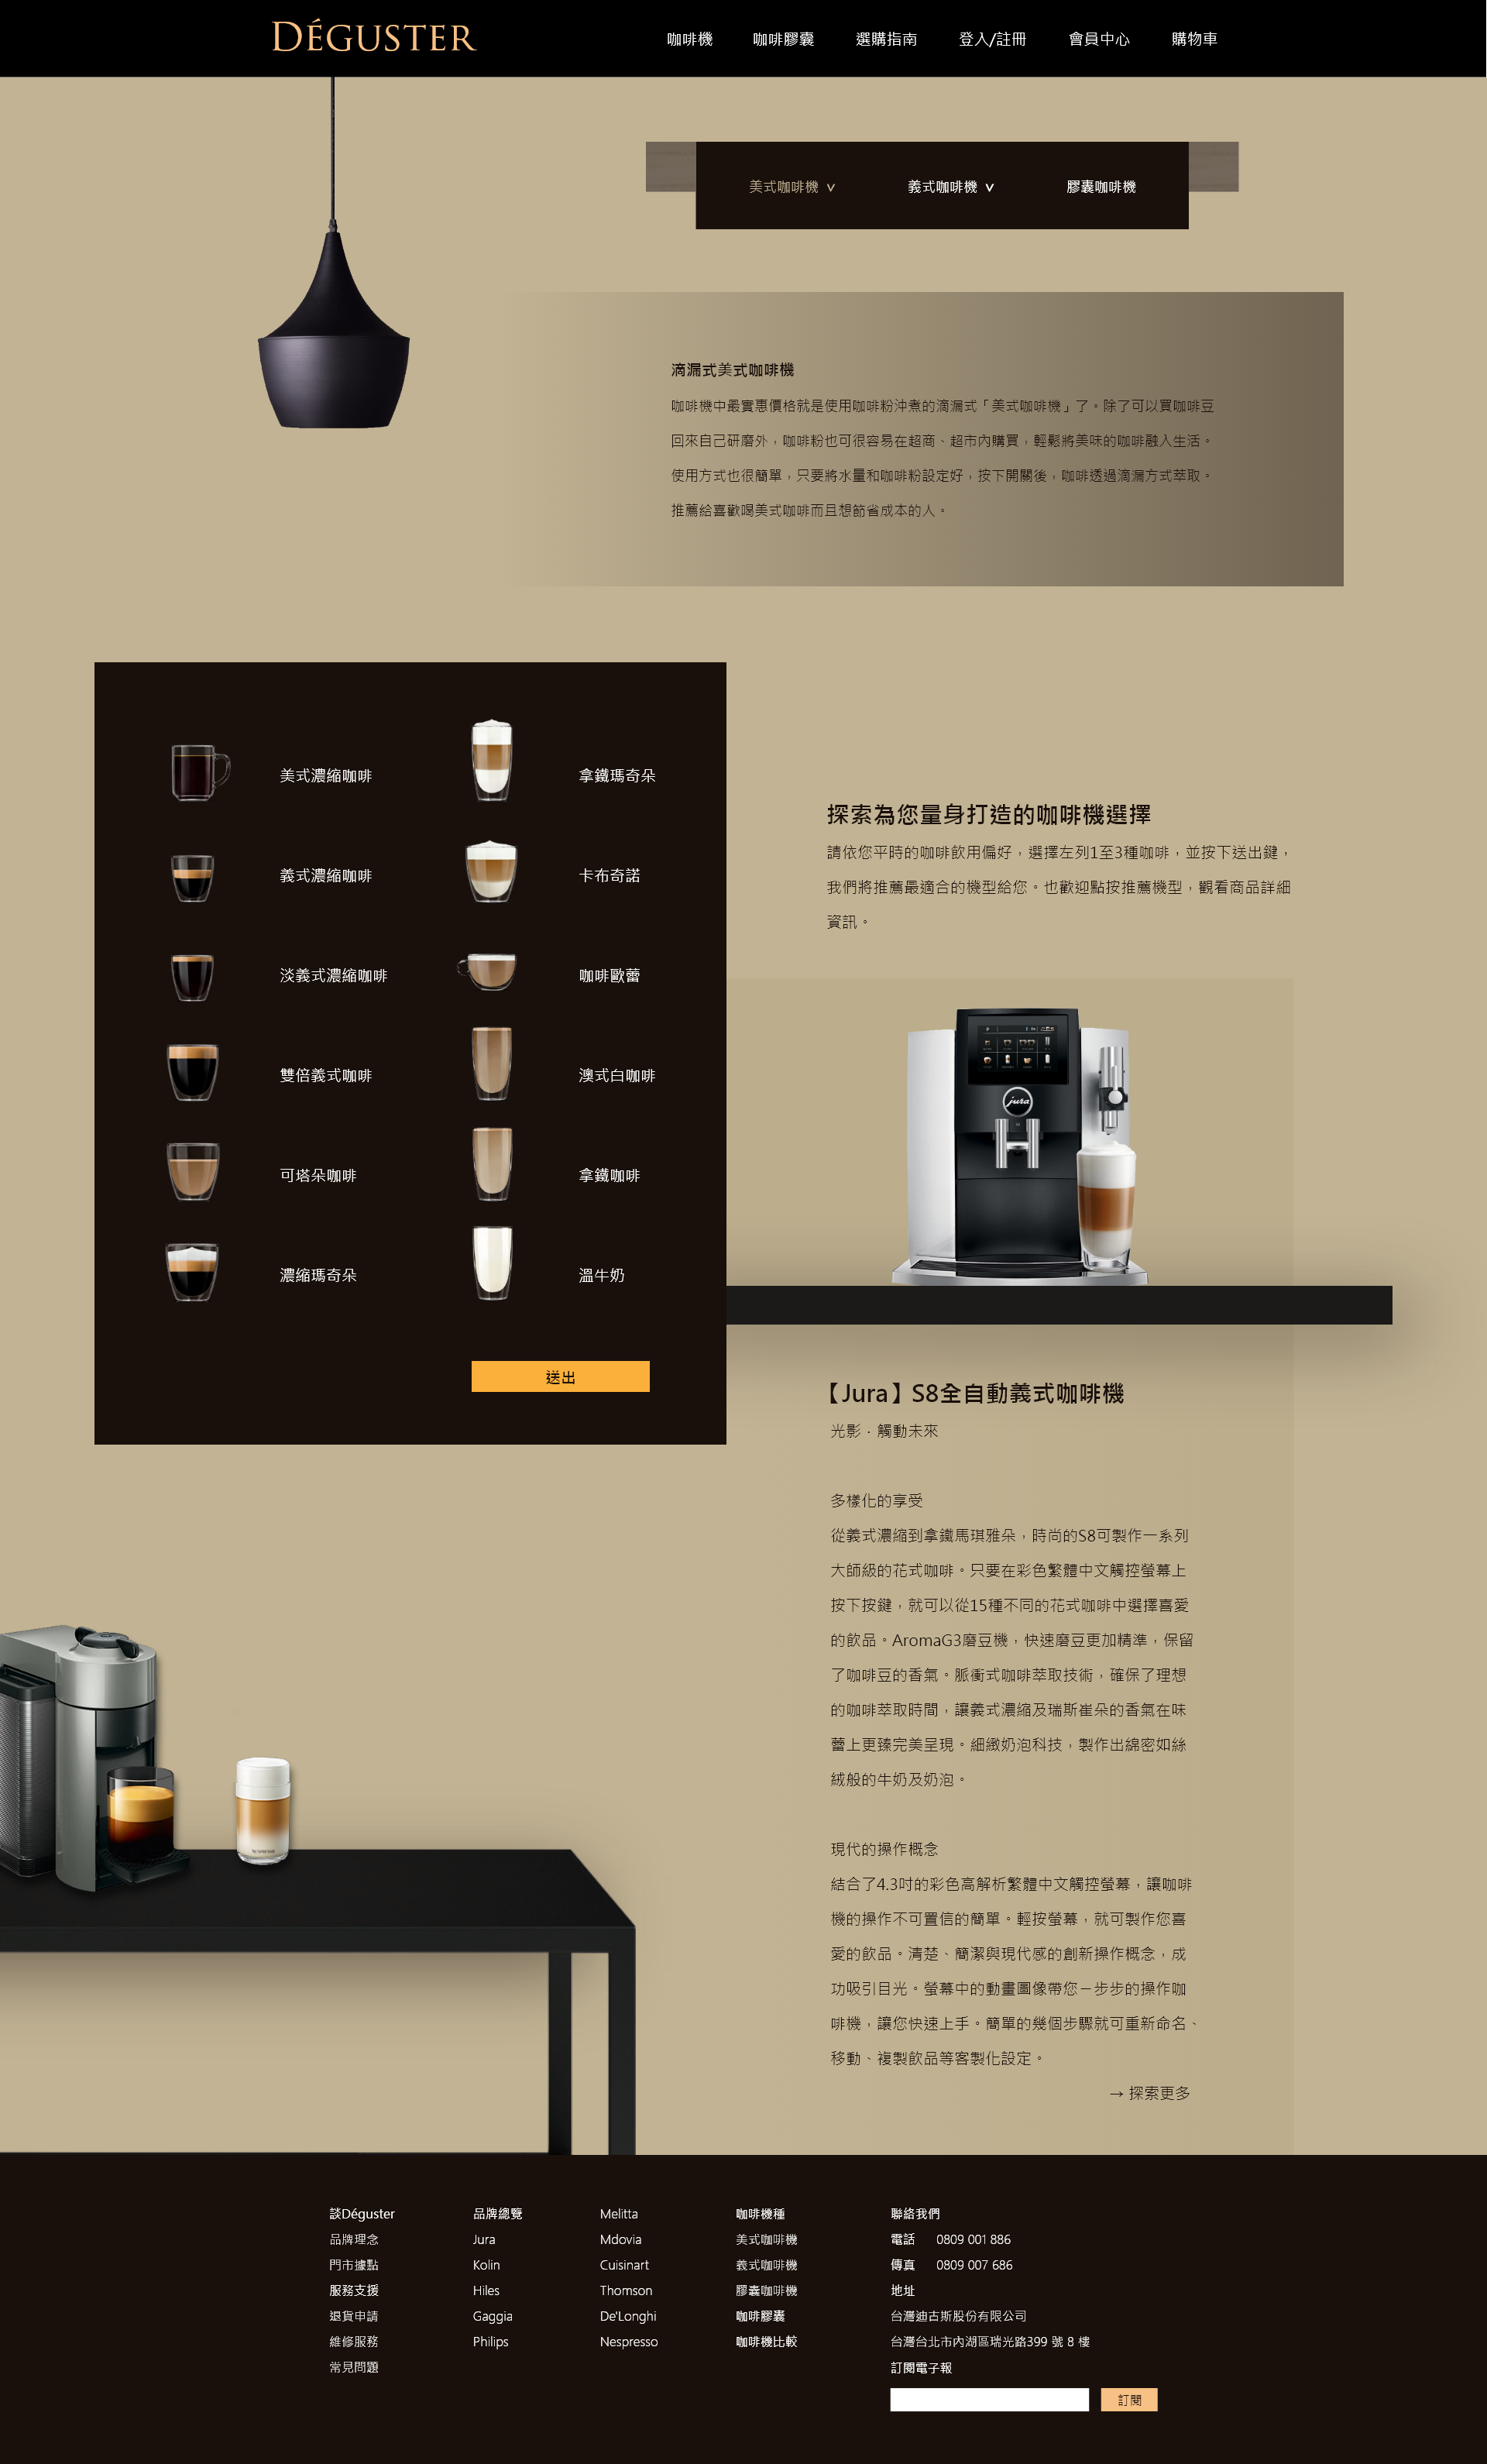 DÉGUSTER
咖啡機 咖啡膠囊 選購指南 登入/註冊 會員中心 購物車
美式咖啡機 ∨ 義式咖啡機 ∨ 膠囊咖啡機
滴漏式美式咖啡機
咖啡機中最實惠價格就是使用咖啡粉沖煮的滴漏式「美式咖啡機」了。除了可以買咖啡豆
回來自己研磨外，咖啡粉也可很容易在超商、超市內購買，輕鬆將美味的咖啡融入生活。
使用方式也很簡單，只要將水量和咖啡粉設定好，按下開關後，咖啡透過滴漏方式萃取。
推薦給喜歡喝美式咖啡而且想節省成本的人。
美式濃縮咖啡 拿鐵瑪奇朵
義式濃縮咖啡 卡布奇諾
淡義式濃縮咖啡 咖啡歐蕾
雙倍義式咖啡 澳式白咖啡
可塔朵咖啡 拿鐵咖啡
濃縮瑪奇朵 溫牛奶
送出
探索為您量身打造的咖啡機選擇
請依您平時的咖啡飲用偏好，選擇左列1至3種咖啡，並按下送出鍵，
我們將推薦最適合的機型給您。也歡迎點按推薦機型，觀看商品詳細
資訊。
jura
【Jura】S8全自動義式咖啡機
光影．觸動未來
多樣化的享受
從義式濃縮到拿鐵馬琪雅朵，時尚的S8可製作一系列
大師級的花式咖啡。只要在彩色繁體中文觸控螢幕上
按下按鍵，就可以從15種不同的花式咖啡中選擇喜愛
的飲品。AromaG3磨豆機，快速磨豆更加精準，保留
了咖啡豆的香氣。脈衝式咖啡萃取技術，確保了理想
的咖啡萃取時間，讓義式濃縮及瑞斯崔朵的香氣在味
蕾上更臻完美呈現。細緻奶泡科技，製作出綿密如絲
絨般的牛奶及奶泡。
現代的操作概念
結合了4.3吋的彩色高解析繁體中文觸控螢幕，讓咖啡
機的操作不可置信的簡單。輕按螢幕，就可製作您喜
愛的飲品。清楚、簡潔與現代感的創新操作概念，成
功吸引目光。螢幕中的動畫圖像帶您一步步的操作咖
啡機，讓您快速上手。簡單的幾個步驟就可重新命名、
移動、複製飲品等客製化設定。
→ 探索更多
談Déguster 品牌總覽 Melitta 咖啡機種 聯絡我們
品牌理念 Jura Mdovia 美式咖啡機 電話 0809 001 886
門市據點 Kolin Cuisinart 義式咖啡機 傳真 0809 007 686
服務支援 Hiles Thomson 膠囊咖啡機 地址
退貨申請 Gaggia De'Longhi 咖啡膠囊 台灣迪古斯股份有限公司
維修服務 Philips Nespresso 咖啡機比較 台灣台北市內湖區瑞光路399 號 8 樓
常見問題 訂閱電子報
訂閱